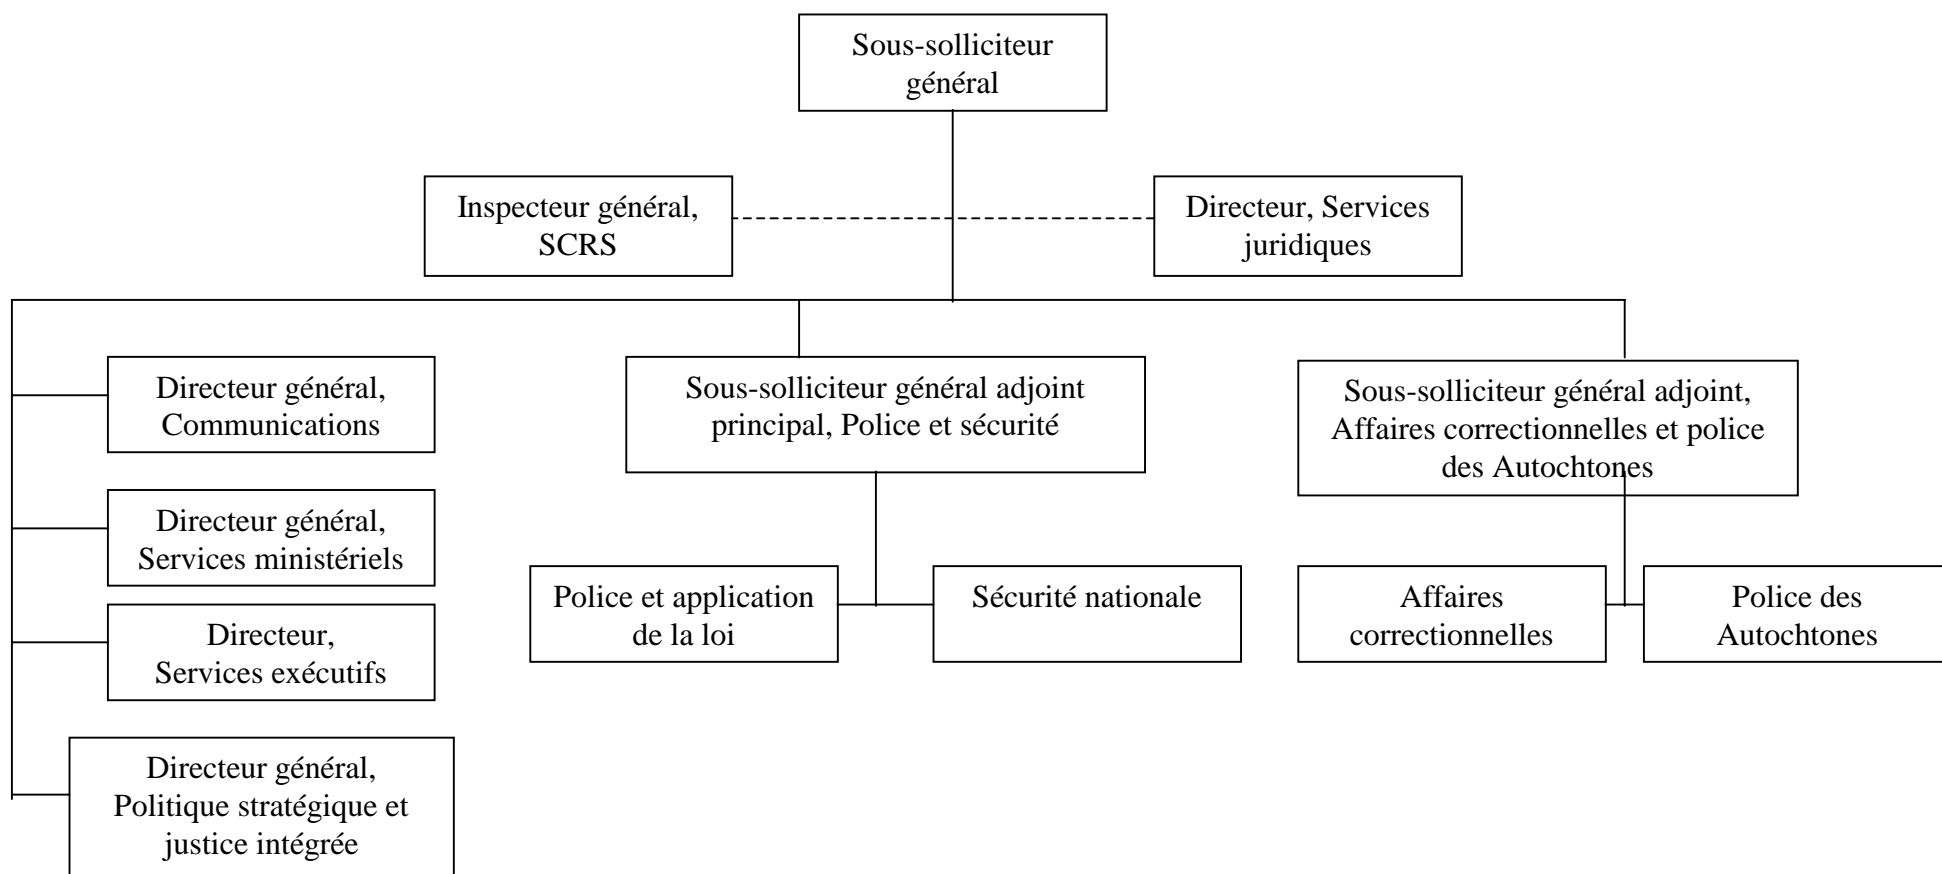 Sous-solliciteur
général
Inspecteur général,
SCRS
Directeur, Services
juridiques
Directeur général,
Communications
Sous-solliciteur général adjoint
principal, Police et sécurité
Sous-solliciteur général adjoint,
Affaires correctionnelles et police
des Autochtones
Directeur général,
Services ministériels
Police et application
de la loi
Sécurité nationale
Affaires
correctionnelles
Police des
Autochtones
Directeur,
Services exécutifs
Directeur général,
Politique stratégique et
justice intégrée